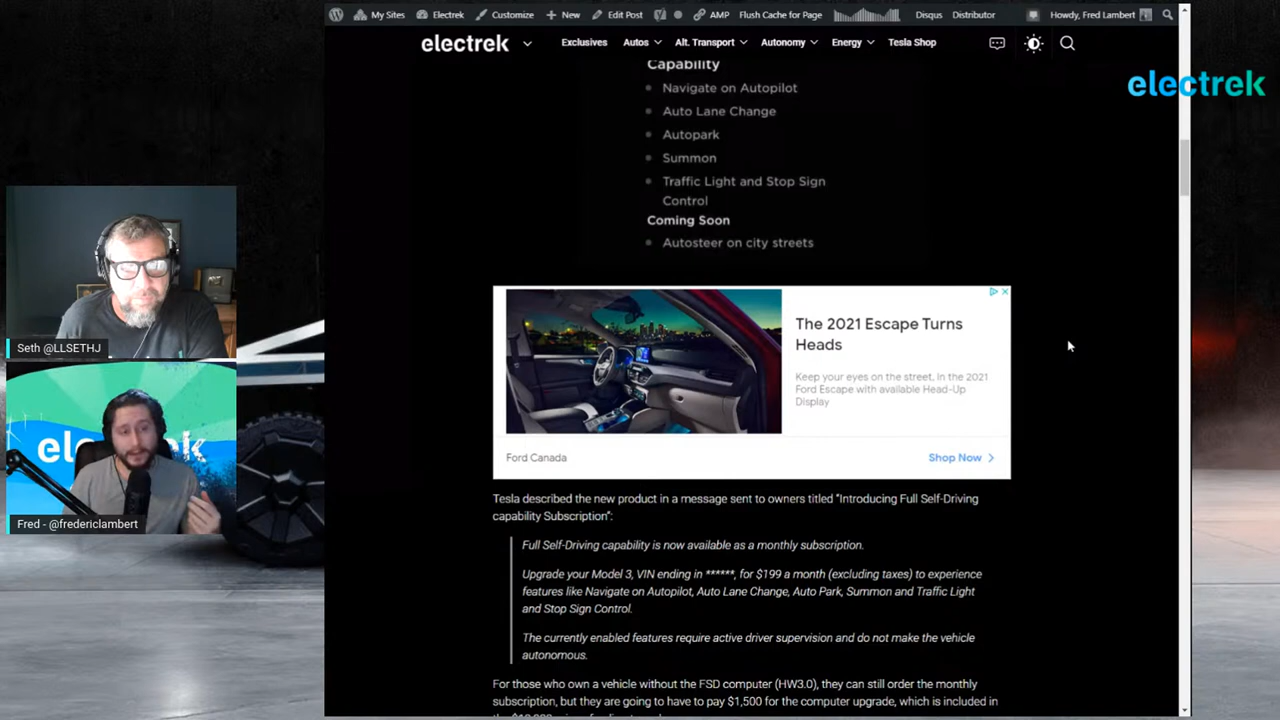 My Sites Electrek Customize New Edit Post AMP Flush Cache for Page Disqus Distributor Howdy, Fred Lambert
electrek Exclusives Autos Alt. Transport Autonomy Energy Tesla Shop
electrek
Capability
Navigate on Autopilot
Auto Lane Change
Autopark
Summon
Traffic Light and Stop Sign
Control
Coming Soon
Autosteer on city streets
The 2021 Escape Turns
Heads
Keep your eyes on the street. In the 2021
Ford Escape with available Head-Up
Display
Ford Canada Shop Now
Seth @LLSETHJ
Fred - @fredericlambert
Tesla described the new product in a message sent to owners titled "Introducing Full Self-Driving
capability Subscription":
Full Self-Driving capability is now available as a monthly subscription.
Upgrade your Model 3, VIN ending in ******, for $199 a month (excluding taxes) to experience
features like Navigate on Autopilot, Auto Lane Change, Auto Park, Summon and Traffic Light
and Stop Sign Control.
The currently enabled features require active driver supervision and do not make the vehicle
autonomous.
For those who own a vehicle without the FSD computer (HW3.0), they can still order the monthly
subscription, but they are going to have to pay $1,500 for the computer upgrade, which is included in